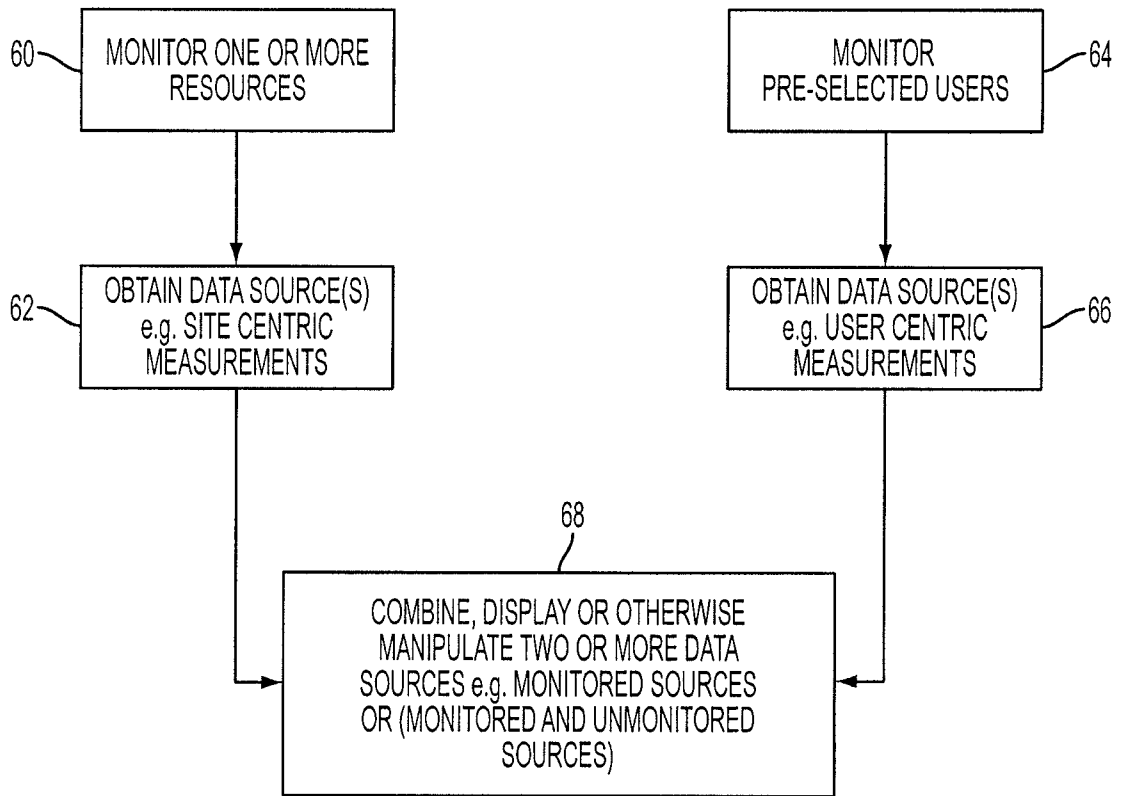 60
MONITOR ONE OR MORE
RESOURCES
MONITOR
PRE-SELECTED USERS
64
62
OBTAIN DATA SOURCE(S)
e.g. SITE CENTRIC
MEASUREMENTS
OBTAIN DATA SOURCE(S)
e.g. USER CENTRIC
MEASUREMENTS
66
68
COMBINE, DISPLAY OR OTHERWISE
MANIPULATE TWO OR MORE DATA
SOURCES e.g. MONITORED SOURCES
OR (MONITORED AND UNMONITORED
SOURCES)